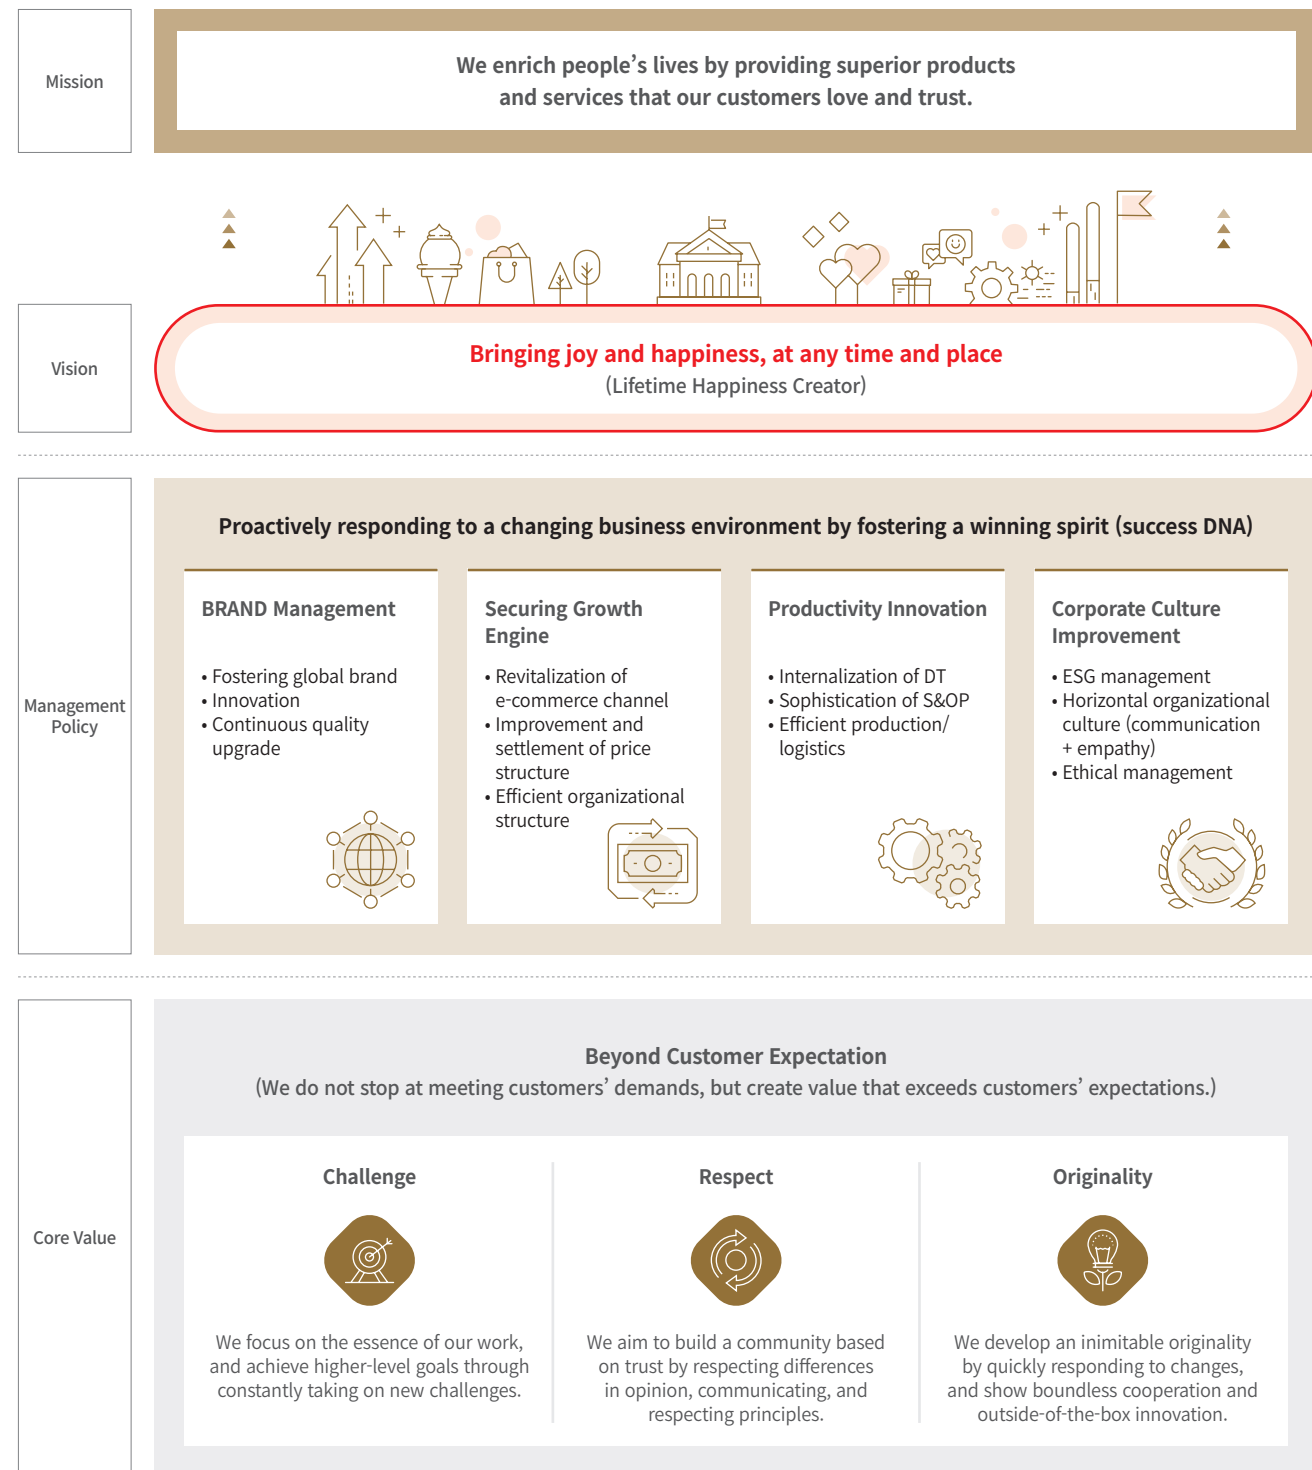 Mission
We enrich people’s lives by providing superior products
and services that our customers love and trust.
Vision
Bringing joy and happiness, at any time and place
(Lifetime Happiness Creator)
Management
Policy
Proactively responding to a changing business environment by fostering a winning spirit (success DNA)
BRAND Management
• Fostering global brand
• Innovation
• Continuous quality
upgrade
Securing Growth
Engine
• Revitalization of
e-commerce channel
• Improvement and
settlement of price
structure
• Efficient organizational
structure
Productivity Innovation
• Internalization of DT
• Sophistication of S&OP
• Efficient production/
logistics
Corporate Culture
Improvement
• ESG management
• Horizontal organizational
culture (communication
+ empathy)
• Ethical management
Core Value
Beyond Customer Expectation
(We do not stop at meeting customers’ demands, but create value that exceeds customers’ expectations.)
Challenge
We focus on the essence of our work,
and achieve higher-level goals through
constantly taking on new challenges.
Respect
We aim to build a community based
on trust by respecting differences
in opinion, communicating, and
respecting principles.
Originality
We develop an inimitable originality
by quickly responding to changes,
and show boundless cooperation and
outside-of-the-box innovation.